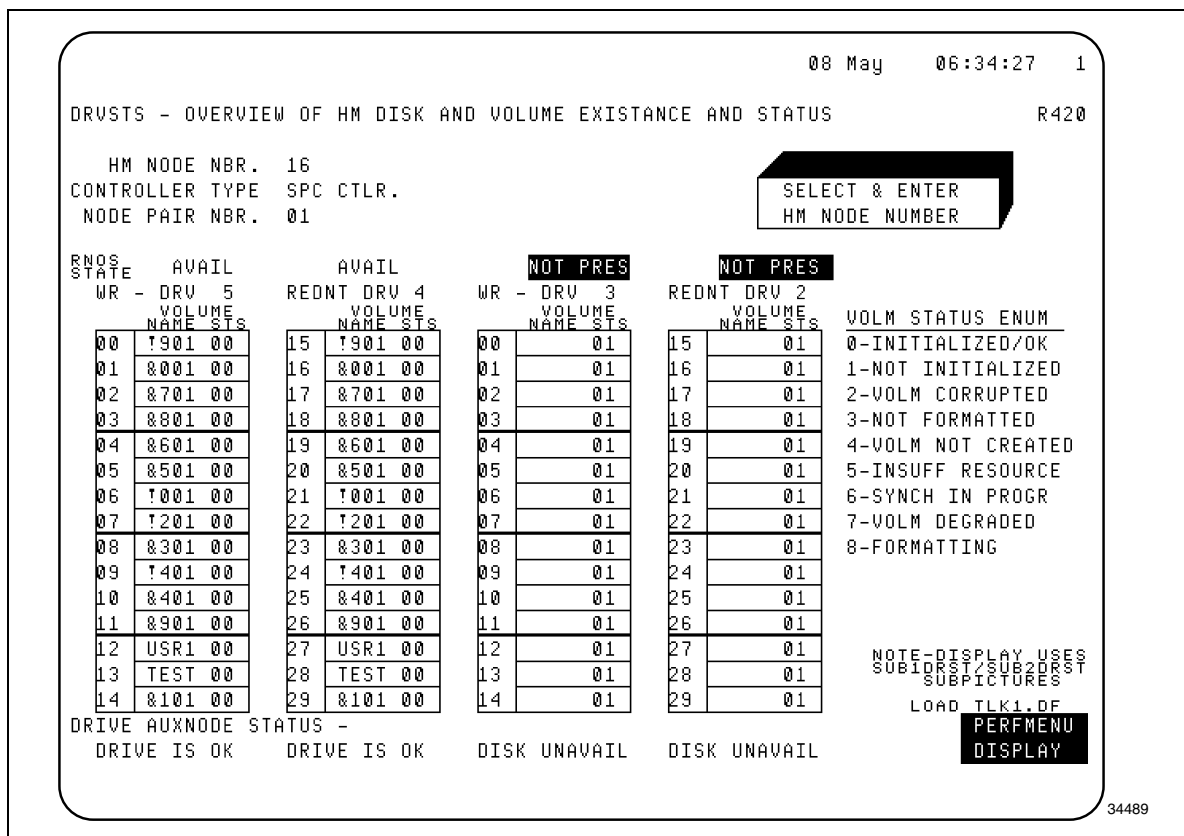 08 May 06:34:27 1
DRVSTS - OVERVIEW OF HM DISK AND VOLUME EXISTANCE AND STATUS R420
HM NODE NBR. 16
CONTROLLER TYPE SPC CTLR.
NODE PAIR NBR. 01
SELECT & ENTER
HM NODE NUMBER
RNOS STATE AVAIL AVAIL NOT PRES NOT PRES
WR - DRV 5 REDNT DRV 4 WR - DRV 3 REDNT DRV 2
VOLUME VOLUME VOLUME VOLUME
NAME STS NAME STS NAME STS NAME STS VOLM STATUS ENUM
00 !901 00 15 !901 00 00 01 15 01 0-INITIALIZED/OK
01 &001 00 16 &001 00 01 01 16 01 1-NOT INITIALIZED
02 &701 00 17 &701 00 02 01 17 01 2-VOLM CORRUPTED
03 &801 00 18 &801 00 03 01 18 01 3-NOT FORMATTED
04 &601 00 19 &601 00 04 01 19 01 4-VOLM NOT CREATED
05 &501 00 20 &501 00 05 01 20 01 5-INSUFF RESOURCE
06 !001 00 21 !001 00 06 01 21 01 6-SYNCH IN PROGR
07 !201 00 22 !201 00 07 01 22 01 7-VOLM DEGRADED
08 &301 00 23 &301 00 08 01 23 01 8-FORMATTING
09 !401 00 24 !401 00 09 01 24 01
10 &401 00 25 &401 00 10 01 25 01
11 &901 00 26 &901 00 11 01 26 01
12 USR1 00 27 USR1 00 12 01 27 01
13 TEST 00 28 TEST 00 13 01 28 01
14 &101 00 29 &101 00 14 01 29 01
NOTE-DISPLAY USES
SUB1DRST/SUB2DRST
SUBPICTURES
LOAD TLK1.DF
DRIVE AUXNODE STATUS -
DRIVE IS OK DRIVE IS OK DISK UNAVAIL DISK UNAVAIL
PERFMENU
DISPLAY
34489